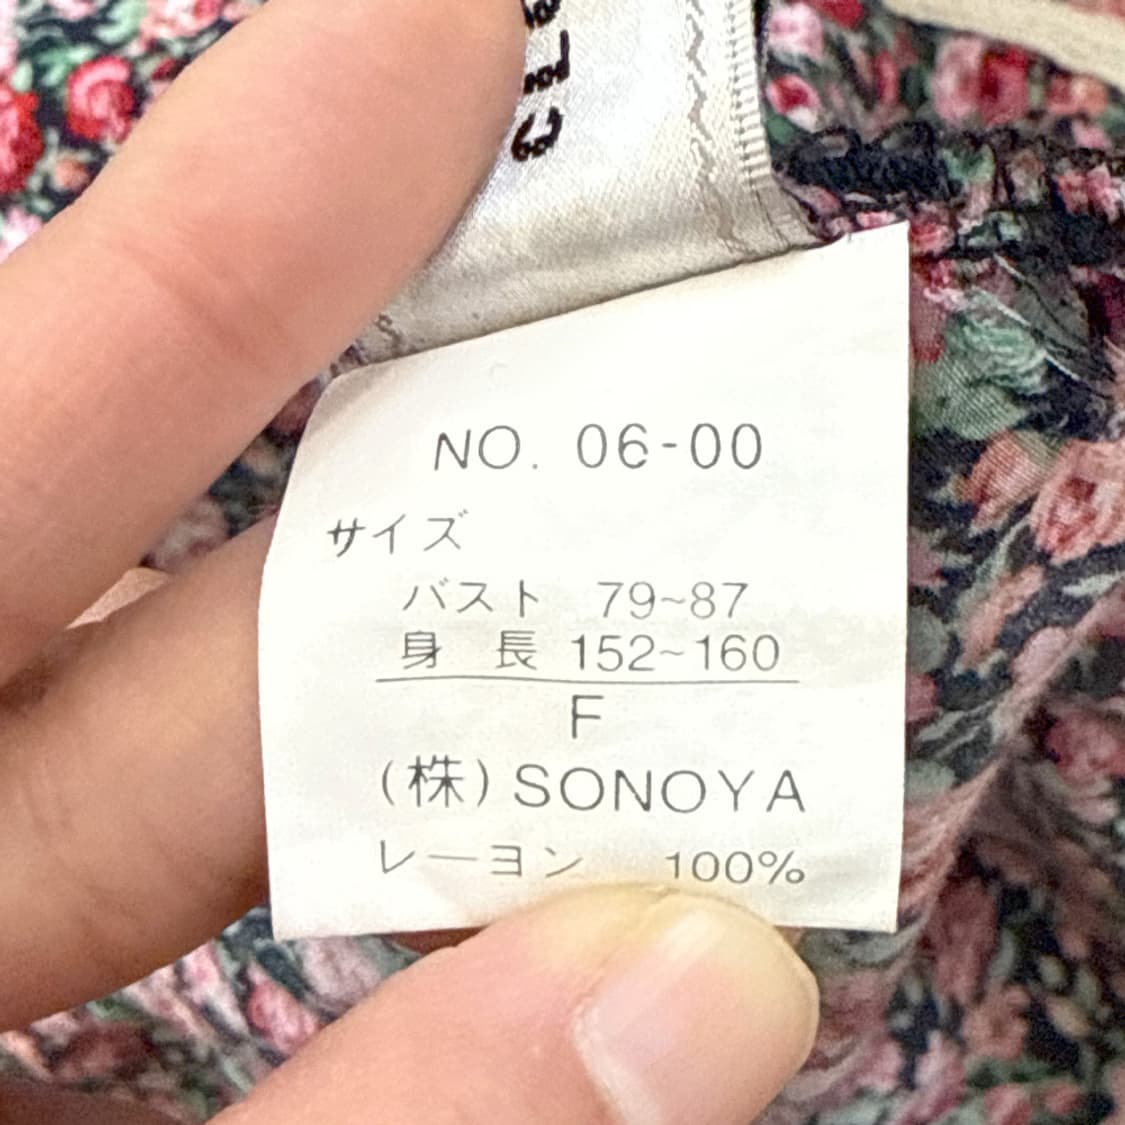 NO. 06-00
サイズ
バスト 79~87
身長 152~160
F
(株) SONOYA
レーヨン 100%